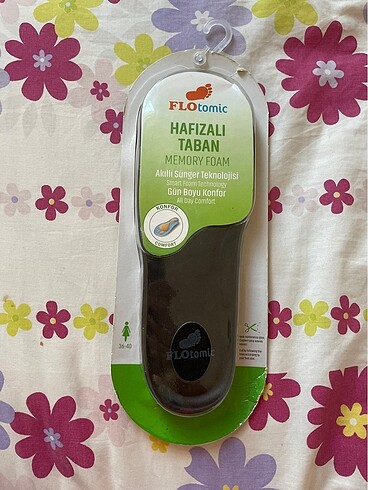 FLOtomic
HAFIZALI
TABAN
MEMORY FOAM
Akıllı Sünger Teknolojisi
Smart Foam Technology
Gün Boyu Konfor
All Day Comfort
KONFOR
COMFORT
FLOtomic
36-40